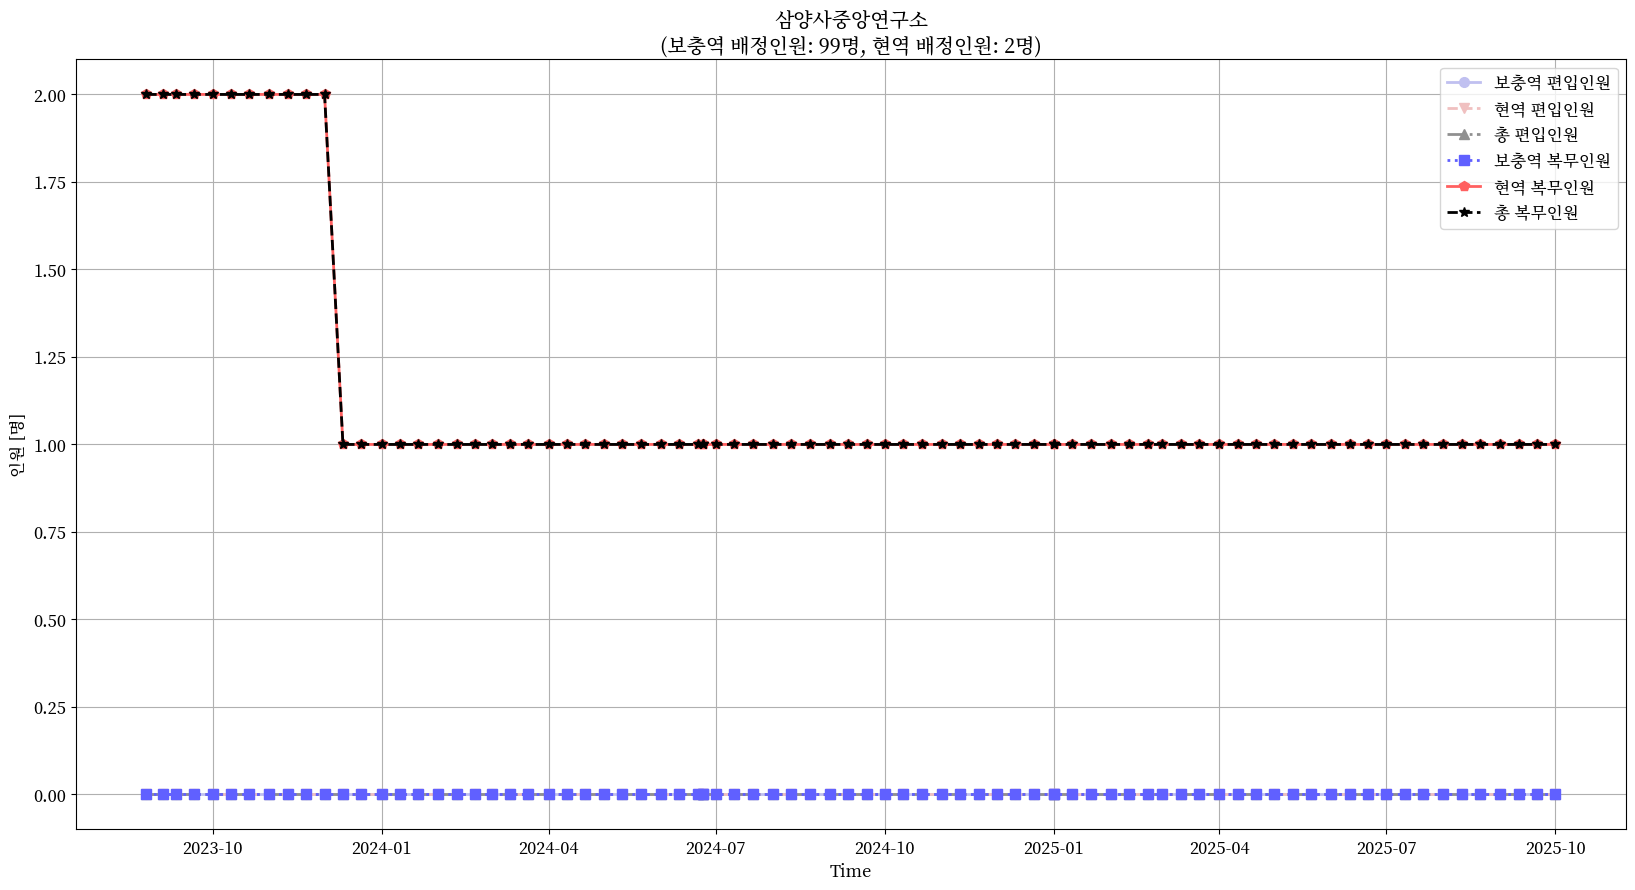 삼양사중앙연구소
(보충역 배정인원: 99명, 현역 배정인원: 2명)
보충역 편입인원
현역 편입인원
총 편입인원
보충역 복무인원
현역 복무인원
총 복무인원
인원 [명]
2.00
1.75
1.50
1.25
1.00
0.75
0.50
0.25
0.00
2023-10
2024-01
2024-04
2024-07
2024-10
2025-01
2025-04
2025-07
2025-10
Time